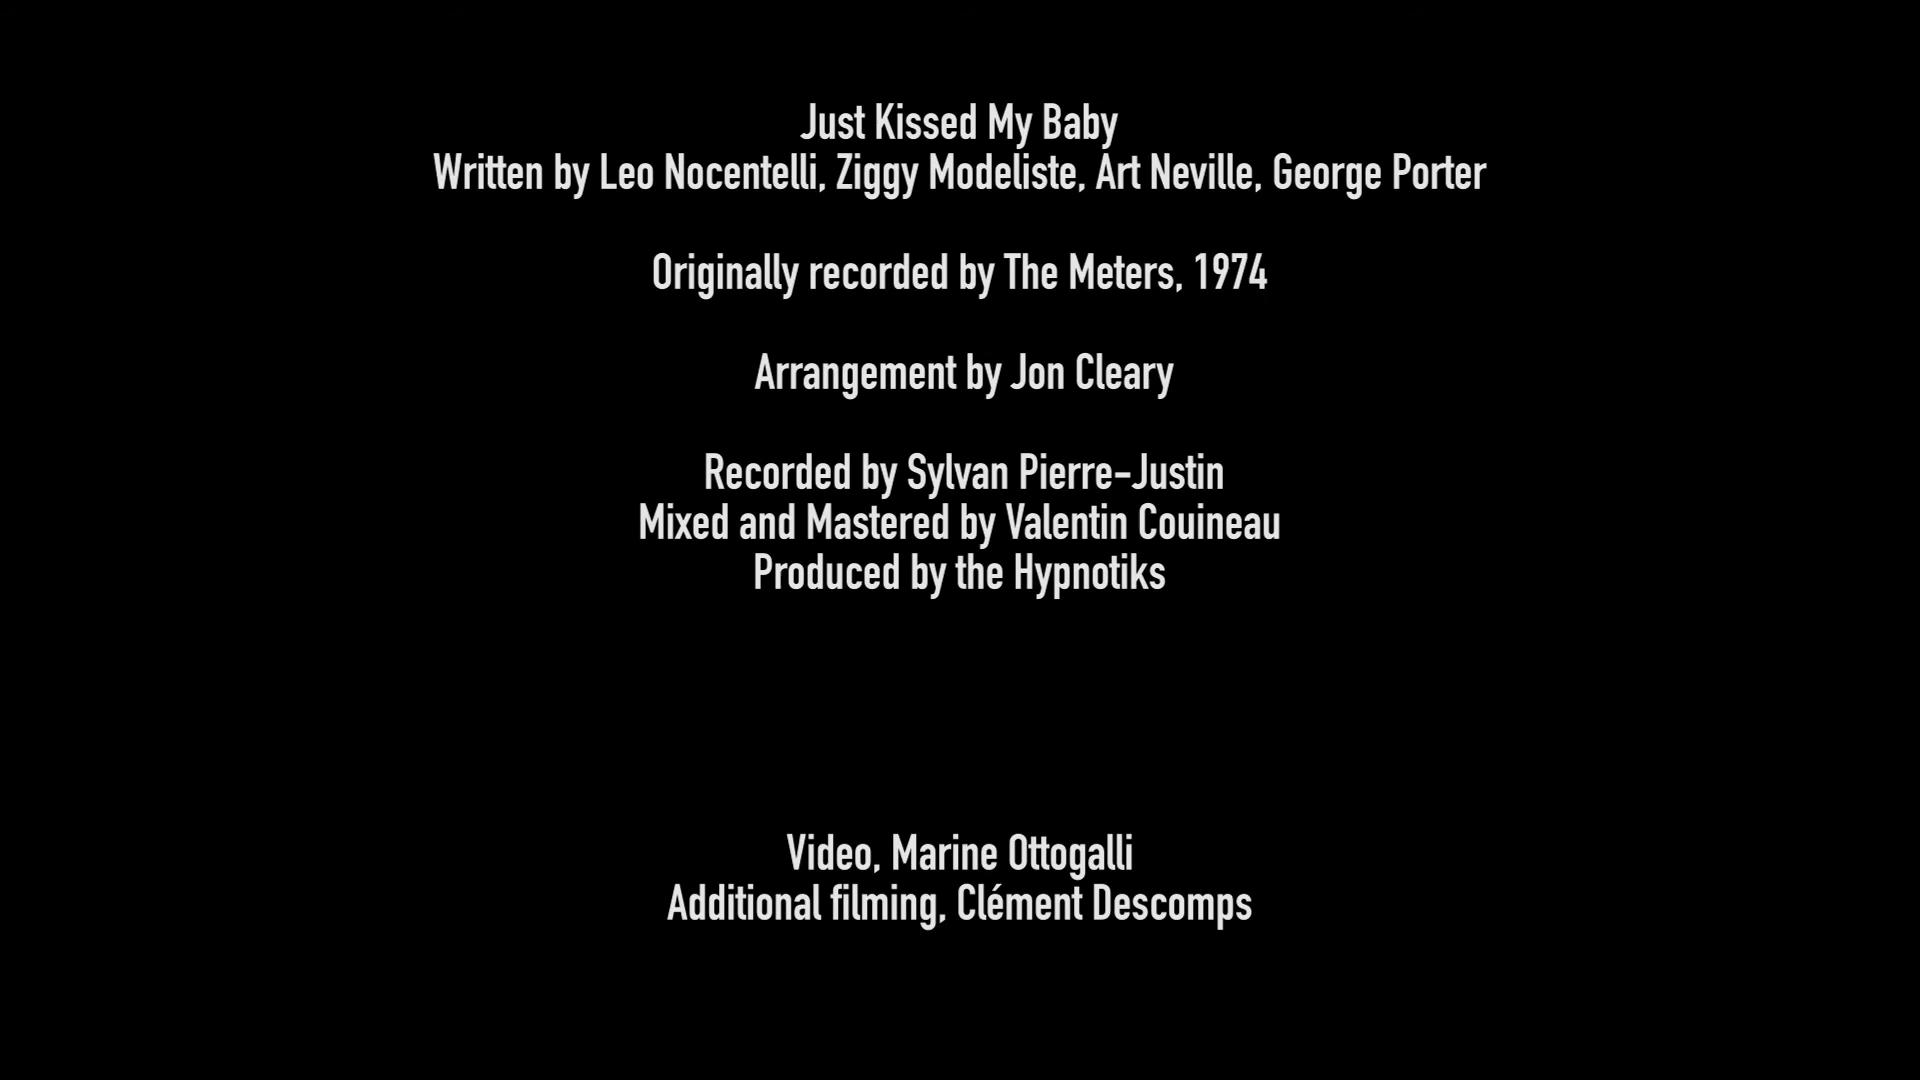 Just Kissed My Baby
Written by Leo Nocentelli, Ziggy Modeliste, Art Neville, George Porter
Originally recorded by The Meters, 1974
Arrangement by Jon Cleary
Recorded by Sylvan Pierre-Justin
Mixed and Mastered by Valentin Couineau
Produced by the Hypnotiks
Video, Marine Ottogalli
Additional filming, Clément Descomps